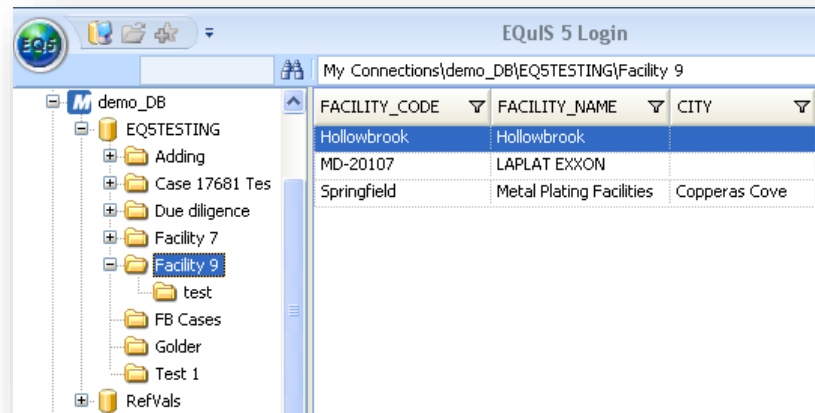 EQuIS 5 Login
EQ5
My Connections\demo_DB\EQ5TESTING\Facility 9
M demo_DB
EQ5TESTING
Adding
Case 17681 Tes
Due diligence
Facility 7
Facility 9
test
FB Cases
Golder
Test 1
RefVals
FACILITY_CODE FACILITY_NAME CITY
Hollowbrook Hollowbrook
MD-20107 LAPLAT EXXON
Springfield Metal Plating Facilities Copperas Cove